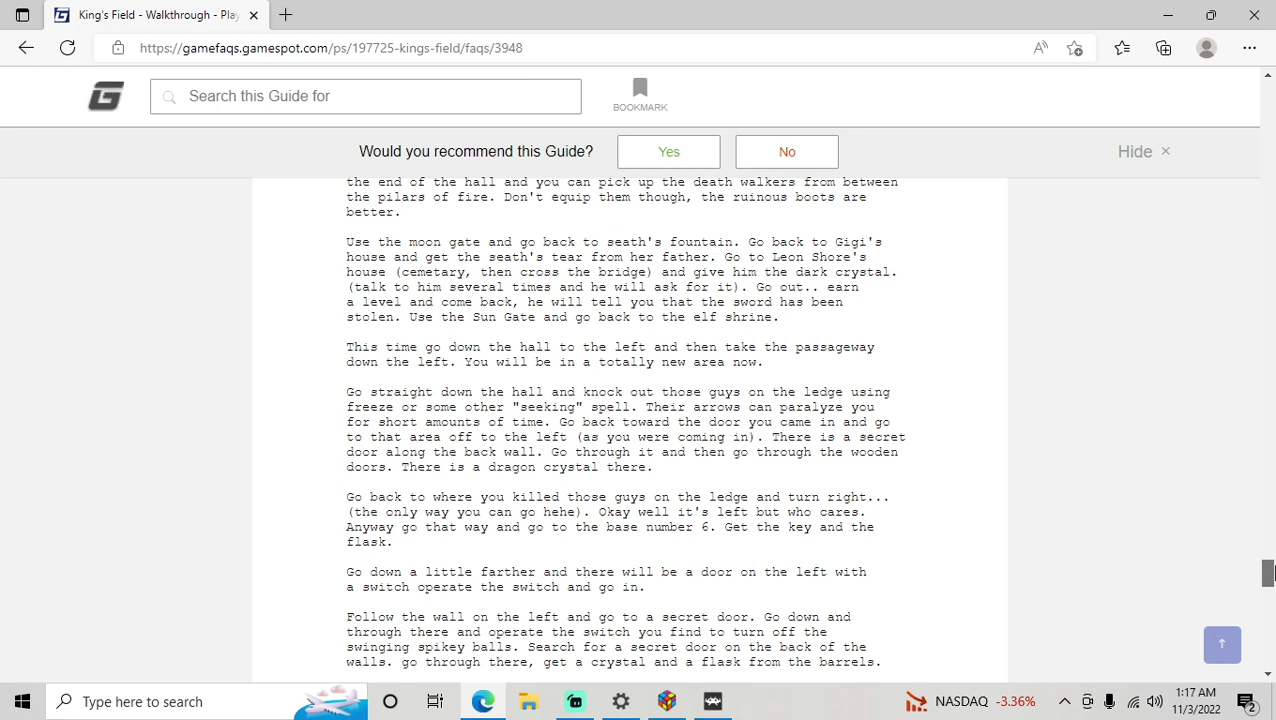 King's Field - Walkthrough - Play
https://gamefaqs.gamespot.com/ps/197725-kings-field/faqs/3948
Search this Guide for
BOOKMARK
Would you recommend this Guide?
Yes
No
Hide ×
the end of the hall and you can pick up the death walkers from between
the pilars of fire. Don't equip them though, the ruinous boots are
better.
Use the moon gate and go back to seath's fountain. Go back to Gigi's
house and get the seath's tear from her father. Go to Leon Shore's
house (cemetary, then cross the bridge) and give him the dark crystal.
(talk to him several times and he will ask for it). Go out.. earn
a level and come back, he will tell you that the sword has been
stolen. Use the Sun Gate and go back to the elf shrine.
This time go down the hall to the left and then take the passageway
down the left. You will be in a totally new area now.
Go straight down the hall and knock out those guys on the ledge using
freeze or some other "seeking" spell. Their arrows can paralyze you
for short amounts of time. Go back toward the door you came in and go
to that area off to the left (as you were coming in). There is a secret
door along the back wall. Go through it and then go through the wooden
doors. There is a dragon crystal there.
Go back to where you killed those guys on the ledge and turn right...
(the only way you can go hehe). Okay well it's left but who cares.
Anyway go that way and go to the base number 6. Get the key and the
flask.
Go down a little farther and there will be a door on the left with
a switch operate the switch and go in.
Follow the wall on the left and go to a secret door. Go down and
through there and operate the switch you find to turn off the
swinging spikey balls. Search for a secret door on the back of the
walls. go through there, get a crystal and a flask from the barrels.
Type here to search
NASDAQ -3.36%
1:17 AM
11/3/2022
2